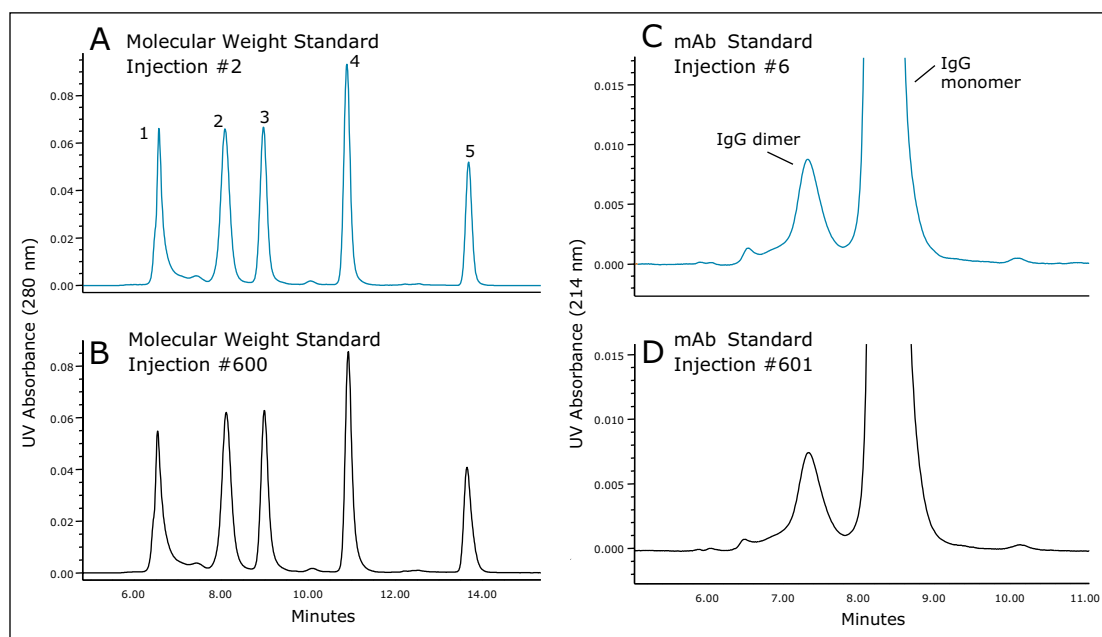 A
Molecular Weight Standard
Injection #2
1
2
3
4
5
0.08
0.06
0.04
0.02
0.00
UV Absorbance (280 nm)
B
Molecular Weight Standard
Injection #600
0.08
0.06
0.04
0.02
0.00
6.00 8.00 10.00 12.00 14.00
Minutes
C
mAb Standard
Injection #6
IgG
monomer
IgG dimer
0.015
0.010
0.005
0.000
UV Absorbance (214 nm)
D
mAb Standard
Injection #601
0.015
0.010
0.005
0.000
6.00 7.00 8.00 9.00 10.00 11.00
Minutes